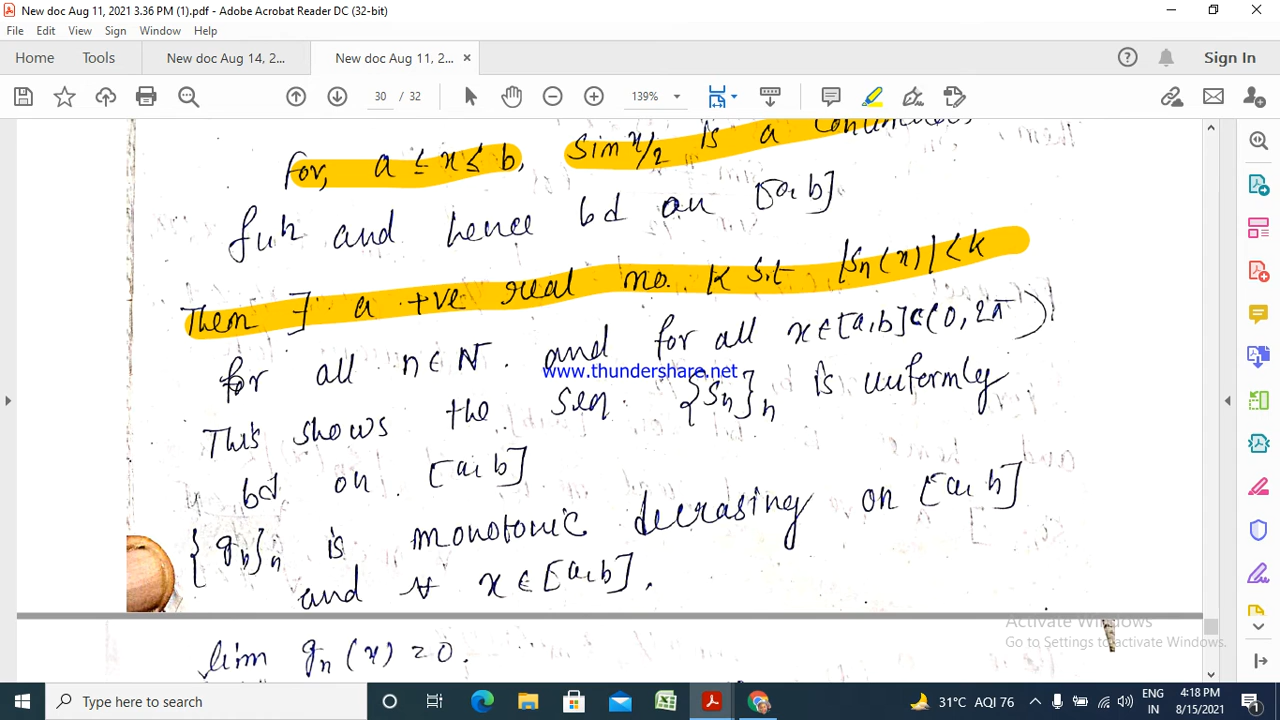 New doc Aug 11, 2021 3.36 PM (1).pdf - Adobe Acrobat Reader DC (32-bit)
File Edit View Sign Window Help
Home Tools New doc Aug 14, 2... New doc Aug 11, 2... × Sign In
30 / 32 139%
for, a ≤ x ≤ b, Sin x/2 is a
fun and hence bd on [a, b]
Then ∃ a +ve real no. K s.t |Sn(x)| < k
for all n ∈ N. and for all x ∈ [a, b] ⊂ (0, 2π)
www.thundershare.net
This shows the seq. {Sn}n is uniformly
bd on [a, b]
{gn}n is monotonic decrasing on [a, b]
and ∀ x ∈ [a, b].
Activate Windows
Go to Settings to activate Windows.
lim gn(x) = 0.
Type here to search
31°C AQI 76
ENG
IN
4:18 PM
8/15/2021
1